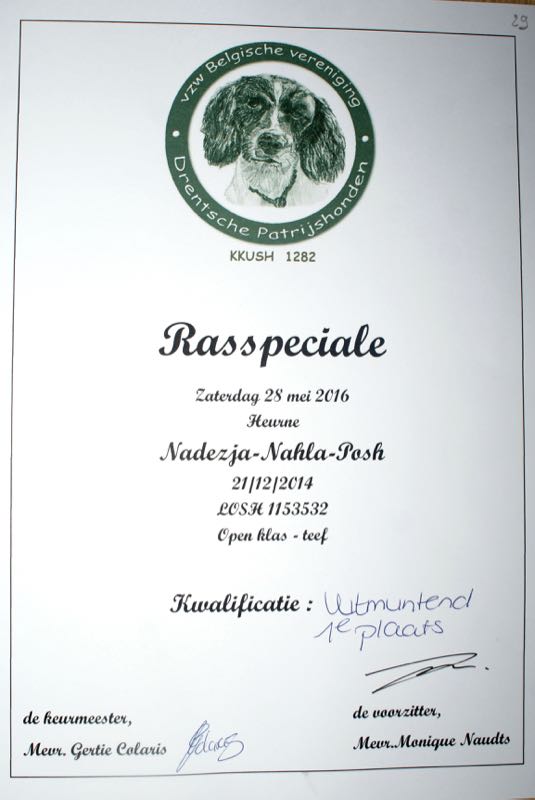 29
vzw Belgische vereniging
Drentsche Patrijshonden
KKUSH 1282
Rasspeciale
Zaterdag 28 mei 2016
Heurne
Nadezja-Nahla-Posh
21/12/2014
LOSH 1153532
Open klas - teef
Kwalificatie : Uitmuntend
1e plaats
de keurmeester,
Mevr. Gertie Colaris
de voorzitter,
Mevr..Monique Naudts